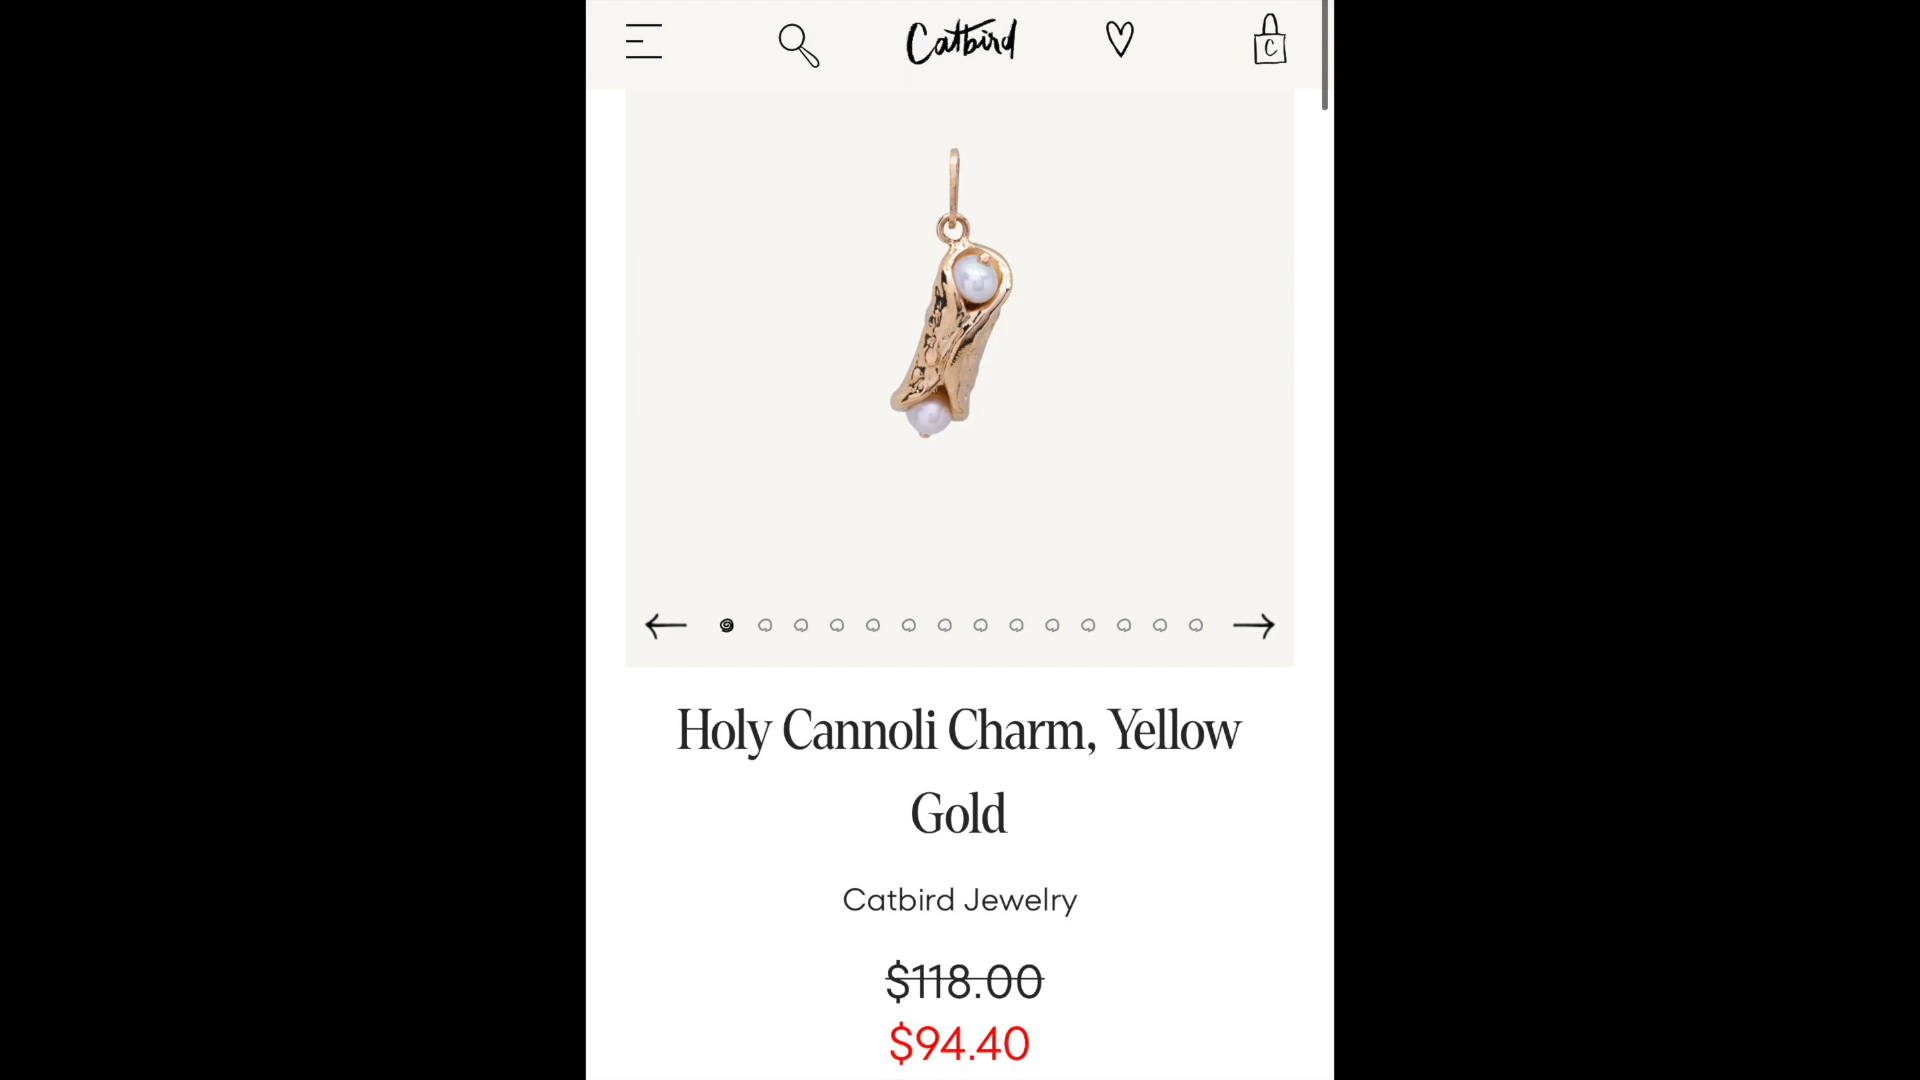 Catbird
C
Holy Cannoli Charm, Yellow
Gold
Catbird Jewelry
$118.00
$94.40